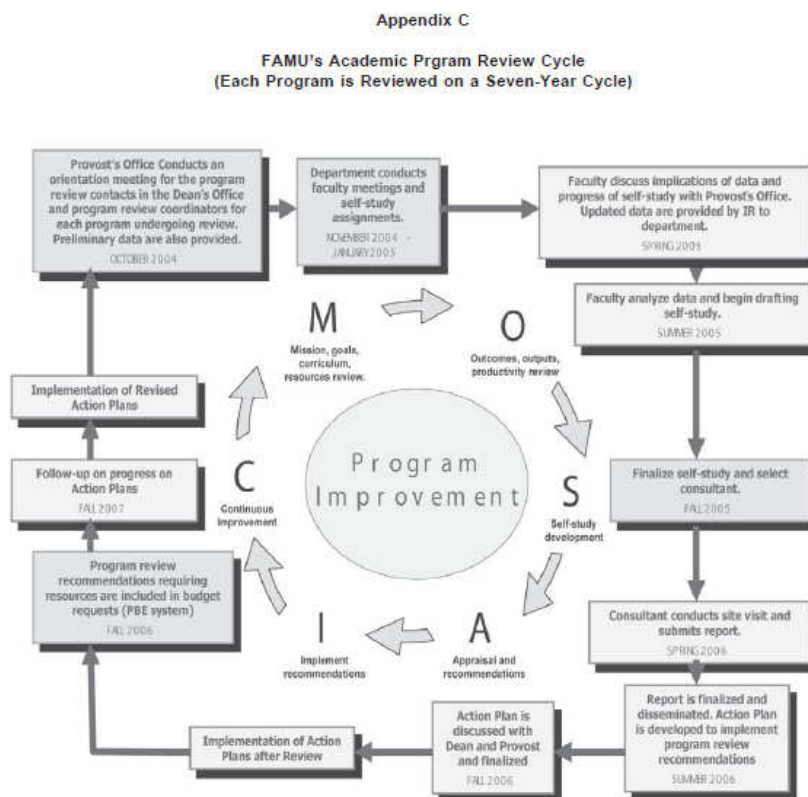 Appendix C
FAMU's Academic Prgram Review Cycle
(Each Program is Reviewed on a Seven-Year Cycle)
Provost's Office Conducts an
orientation meeting for the program
review contacts in the Dean's Office
and program review coordinators for
each program undergoing review.
Preliminary data are also provided.
OCTOBER 2004
Department conducts
faculty meetings and
self-study
assignments.
NOVEMBER 2004 -
JANUARY 2005
Faculty discuss implications of data and
progress of self-study with Provost's Office.
Updated data are provided by IR to
department.
SPRING 2005
Faculty analyze data and begin drafting
self-study.
SUMMER 2005
Finalize self-study and select
consultant.
FALL 2005
Consultant conducts site visit and
submits report.
SPRING 2006
Report is finalized and
disseminated. Action Plan
is developed to implement
program review
recommendations
SUMMER 2006
Action Plan is
discussed with
Dean and Provost
and finalized
FALL 2006
Implementation of Action
Plans after Review
Program review
recommendations requiring
resources are included in budget
requests (PBE system)
FALL 2006
Follow-up on progress on
Action Plans
FALL 2007
Implementation of Revised
Action Plans
M
Mission, goals,
curriculum,
resources review.
O
Outcomes, outputs,
productivity review
S
Self-study
development
A
Appraisal and
recommendations
I
Implement
recommendations
C
Continuous
Improvement
Program
Improvement